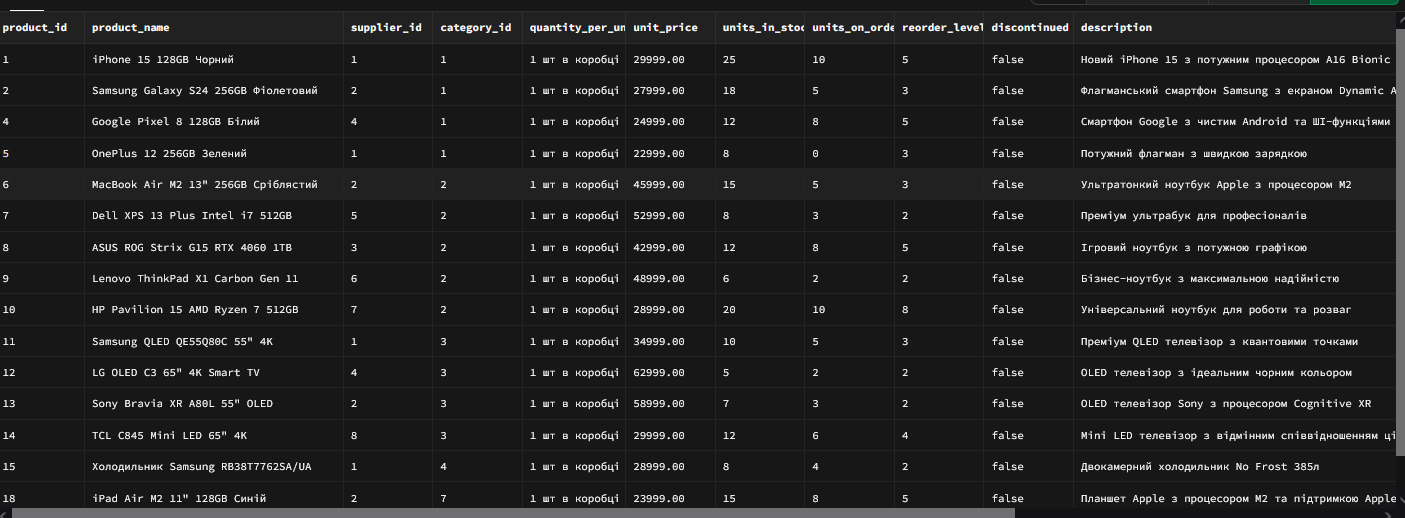 product_id product_name supplier_id category_id quantity_per_un unit_price units_in_stoc units_on_orde reorder_level discontinued description
1 iPhone 15 128GB Чорний 1 1 1 шт в коробці 29999.00 25 10 5 false Новий iPhone 15 з потужним процесором A16 Bionic
2 Samsung Galaxy S24 256GB Фіолетовий 2 1 1 шт в коробці 27999.00 18 5 3 false Флагманський смартфон Samsung з екраном Dynamic A
4 Google Pixel 8 128GB Білий 4 1 1 шт в коробці 24999.00 12 8 5 false Смартфон Google з чистим Android та ШІ-функціями
5 OnePlus 12 256GB Зелений 1 1 1 шт в коробці 22999.00 8 0 3 false Потужний флагман з швидкою зарядкою
6 MacBook Air M2 13" 256GB Сріблястий 2 2 1 шт в коробці 45999.00 15 5 3 false Ультратонкий ноутбук Apple з процесором M2
7 Dell XPS 13 Plus Intel i7 512GB 5 2 1 шт в коробці 52999.00 8 3 2 false Преміум ультрабук для професіоналів
8 ASUS ROG Strix G15 RTX 4060 1TB 3 2 1 шт в коробці 42999.00 12 8 5 false Ігровий ноутбук з потужною графікою
9 Lenovo ThinkPad X1 Carbon Gen 11 6 2 1 шт в коробці 48999.00 6 2 2 false Бізнес-ноутбук з максимальною надійністю
10 HP Pavilion 15 AMD Ryzen 7 512GB 7 2 1 шт в коробці 28999.00 20 10 8 false Універсальний ноутбук для роботи та розваг
11 Samsung QLED QE55Q80C 55" 4K 1 3 1 шт в коробці 34999.00 10 5 3 false Преміум QLED телевізор з квантовими точками
12 LG OLED C3 65" 4K Smart TV 4 3 1 шт в коробці 62999.00 5 2 2 false OLED телевізор з ідеальним чорним кольором
13 Sony Bravia XR A80L 55" OLED 2 3 1 шт в коробці 58999.00 7 3 2 false OLED телевізор Sony з процесором Cognitive XR
14 TCL C845 Mini LED 65" 4K 8 3 1 шт в коробці 29999.00 12 6 4 false Mini LED телевізор з відмінним співвідношенням ці
15 Холодильник Samsung RB38T7762SA/UA 1 4 1 шт в коробці 28999.00 8 4 2 false Двокамерний холодильник No Frost 385л
18 iPad Air M2 11" 128GB Синій 2 7 1 шт в коробці 23999.00 15 8 5 false Планшет Apple з процесором M2 та підтримкою Apple